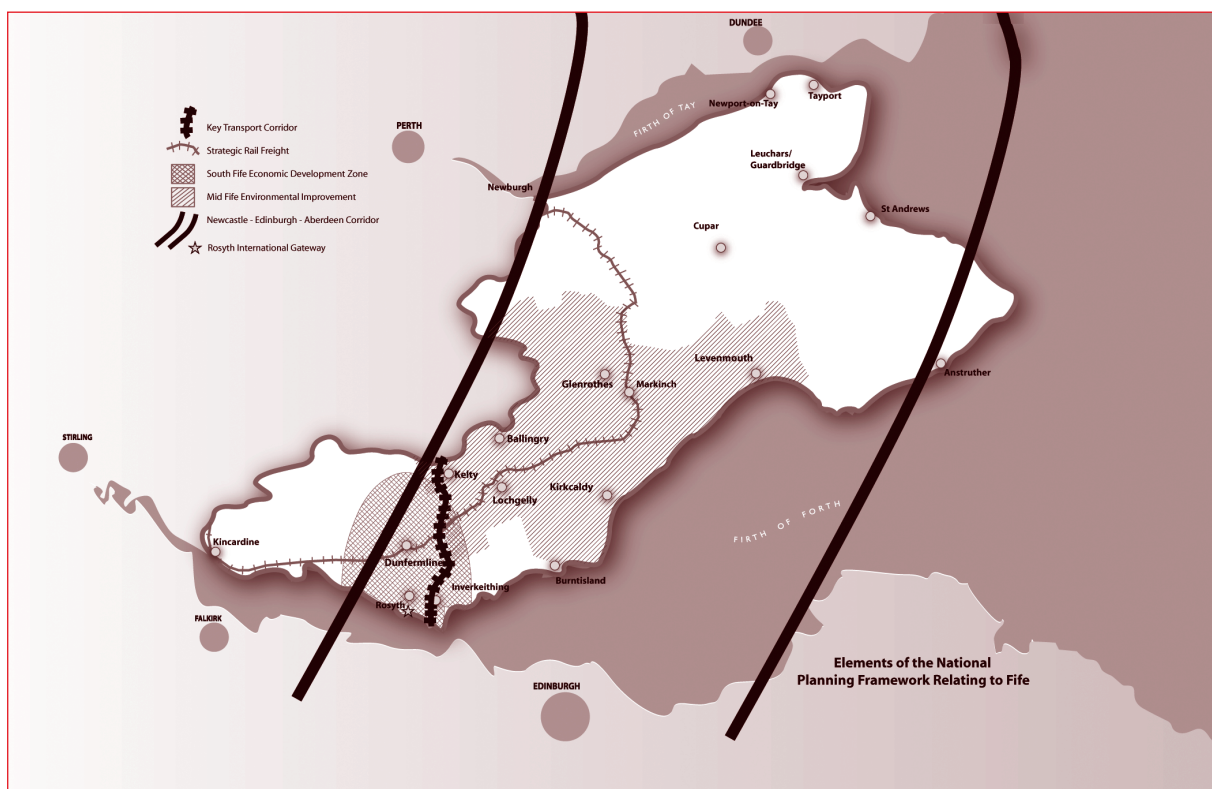 DUNDEE
Newport-on-Tay
Tayport
FIRTH OF TAY
Key Transport Corridor
PERTH
Strategic Rail Freight
Leuchars/
Guardbridge
South Fife Economic Development Zone
Newburgh
Mid Fife Environmental Improvement
St Andrews
Newcastle - Edinburgh - Aberdeen Corridor
Cupar
Rosyth International Gateway
Levenmouth
Glenrothes
Markinch
Anstruther
STIRLING
Ballingry
Kelty
Lochgelly
Kirkcaldy
FIRTH OF FORTH
Kincardine
Dunfermline
Burntisland
Inverkeithing
Rosyth
FALKIRK
Elements of the National
Planning Framework Relating to Fife
EDINBURGH